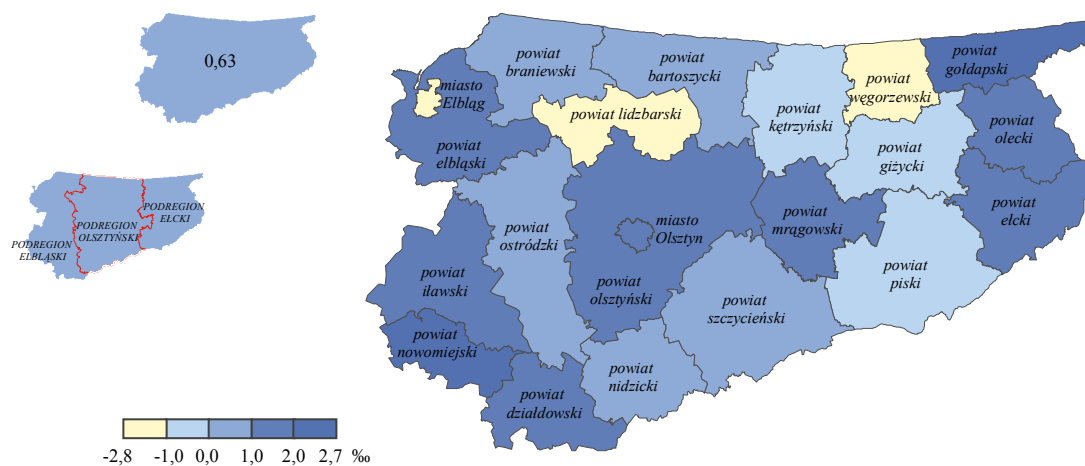 0,63
PODREGION
EŁCKI
PODREGION
OLSZTYŃSKI
PODREGION
ELBLĄSKI
powiat
braniewski
powiat
bartoszycki
powiat
gołdapski
miasto
Elbląg
powiat lidzbarski
powiat
kętrzyński
powiat
węgorzewski
powiat
olecki
powiat
elbląski
powiat
giżycki
powiat
ostródzki
miasto
Olsztyn
powiat
mrągowski
powiat
ełcki
powiat
iławski
powiat
olsztyński
powiat
piski
powiat
szczycieński
powiat
nowomiejski
powiat
nidzicki
powiat
działdowski
-2,8 -1,0 0,0 1,0 2,0 2,7 ‰